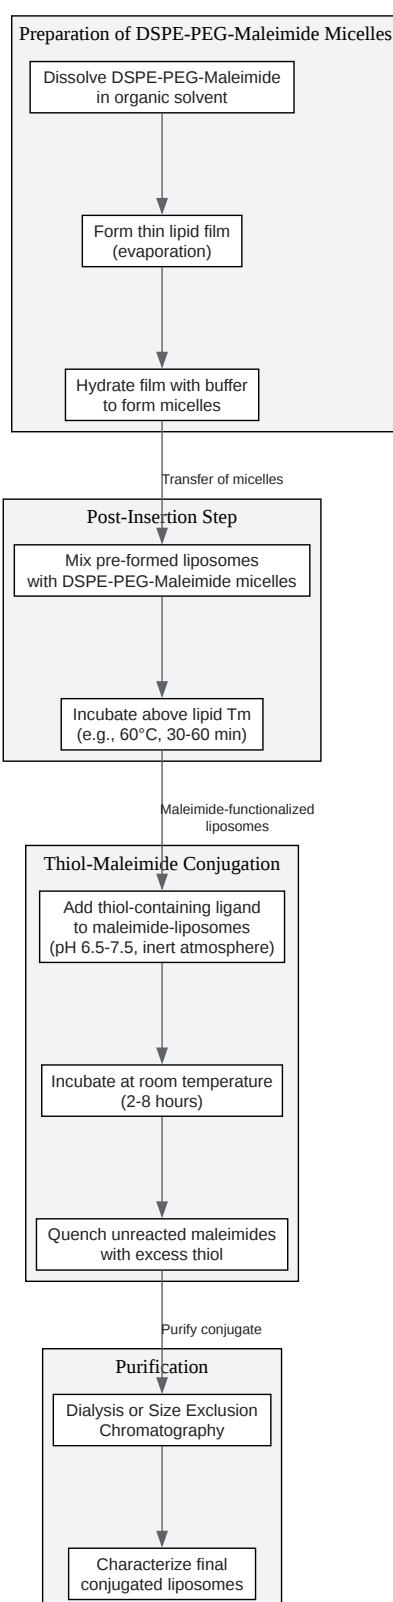 Preparation of DSPE-PEG-Maleimide Micelles
Dissolve DSPE-PEG-Maleimide
in organic solvent
Form thin lipid film
(evaporation)
Hydrate film with buffer
to form micelles
Transfer of micelles
Post-Insertion Step
Mix pre-formed liposomes
with DSPE-PEG-Maleimide micelles
Incubate above lipid Tm
(e.g., 60°C, 30-60 min)
Maleimide-functionalized
liposomes
Thiol-Maleimide Conjugation
Add thiol-containing ligand
to maleimide-liposomes
(pH 6.5-7.5, inert atmosphere)
Incubate at room temperature
(2-8 hours)
Quench unreacted maleimides
with excess thiol
Purify conjugate
Purification
Dialysis or Size Exclusion
Chromatography
Characterize final
conjugated liposomes